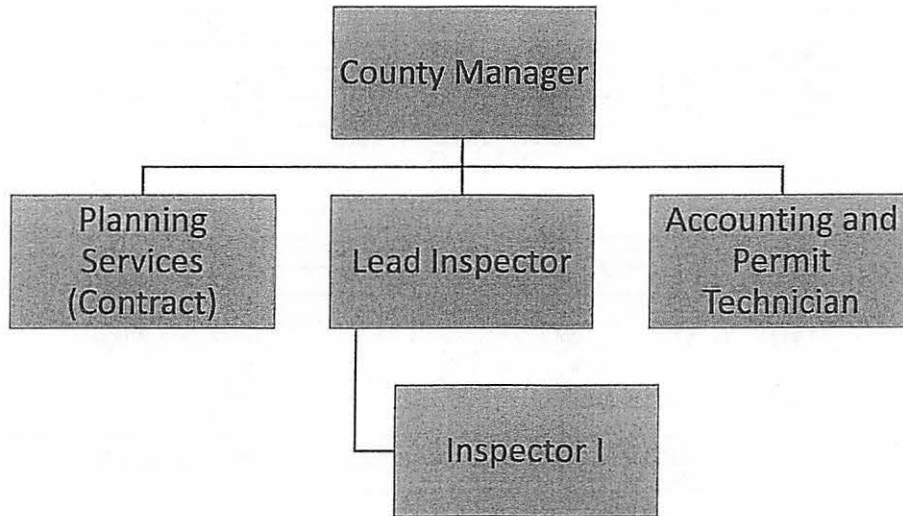 County Manager
Planning
Services
(Contract)
Lead Inspector
Accounting and
Permit
Technician
Inspector I